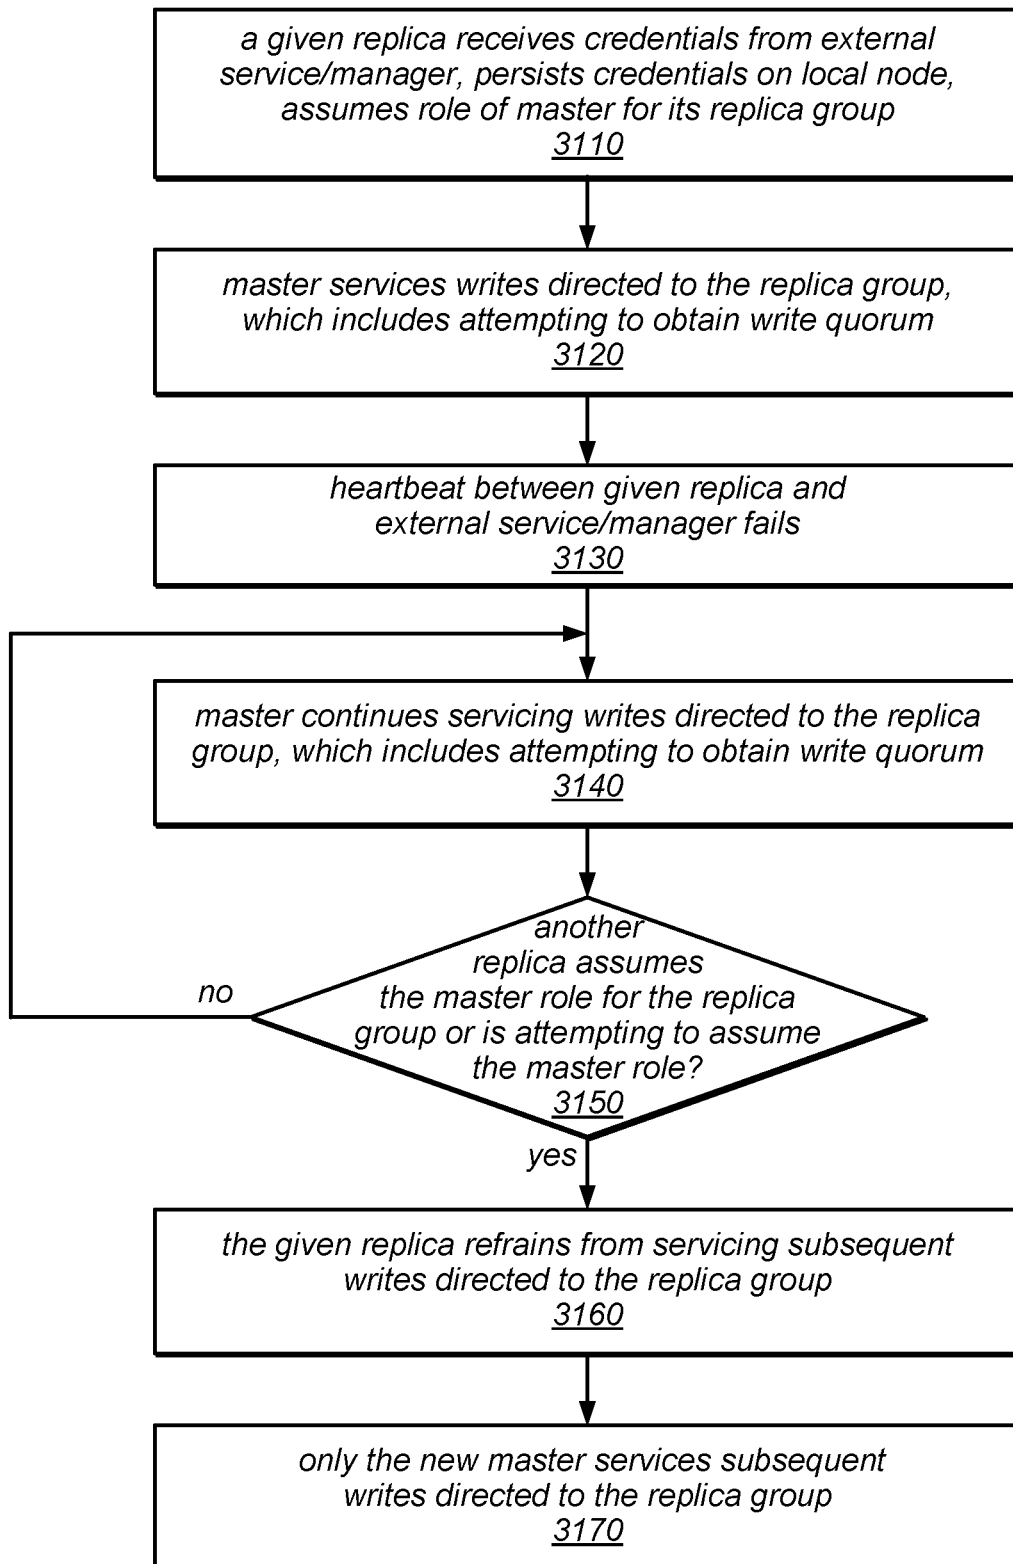 a given replica receives credentials from external
service/manager, persists credentials on local node,
assumes role of master for its replica group
3110
master services writes directed to the replica group,
which includes attempting to obtain write quorum
3120
heartbeat between given replica and
external service/manager fails
3130
master continues servicing writes directed to the replica
group, which includes attempting to obtain write quorum
3140
another
replica assumes
the master role for the replica
group or is attempting to assume
the master role?
3150
no
yes
the given replica refrains from servicing subsequent
writes directed to the replica group
3160
only the new master services subsequent
writes directed to the replica group
3170